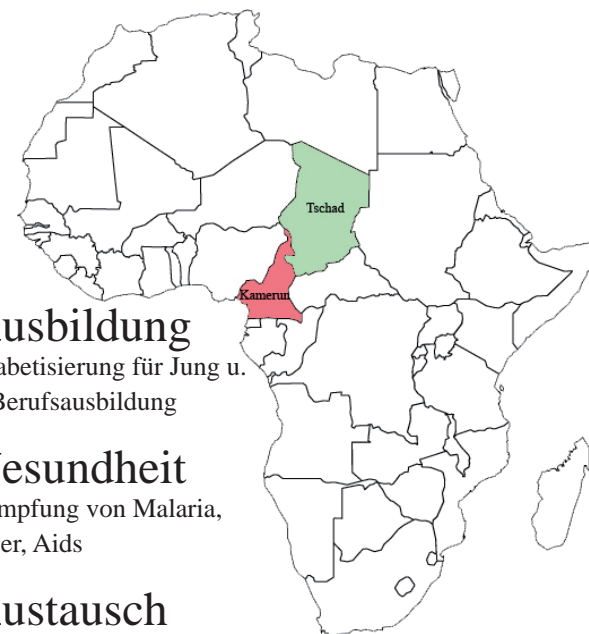 Tschad
Kamerun
usbildung
abetisierung für Jung u.
Berufsausbildung
esundheit
mpfung von Malaria,
er, Aids
ustausch